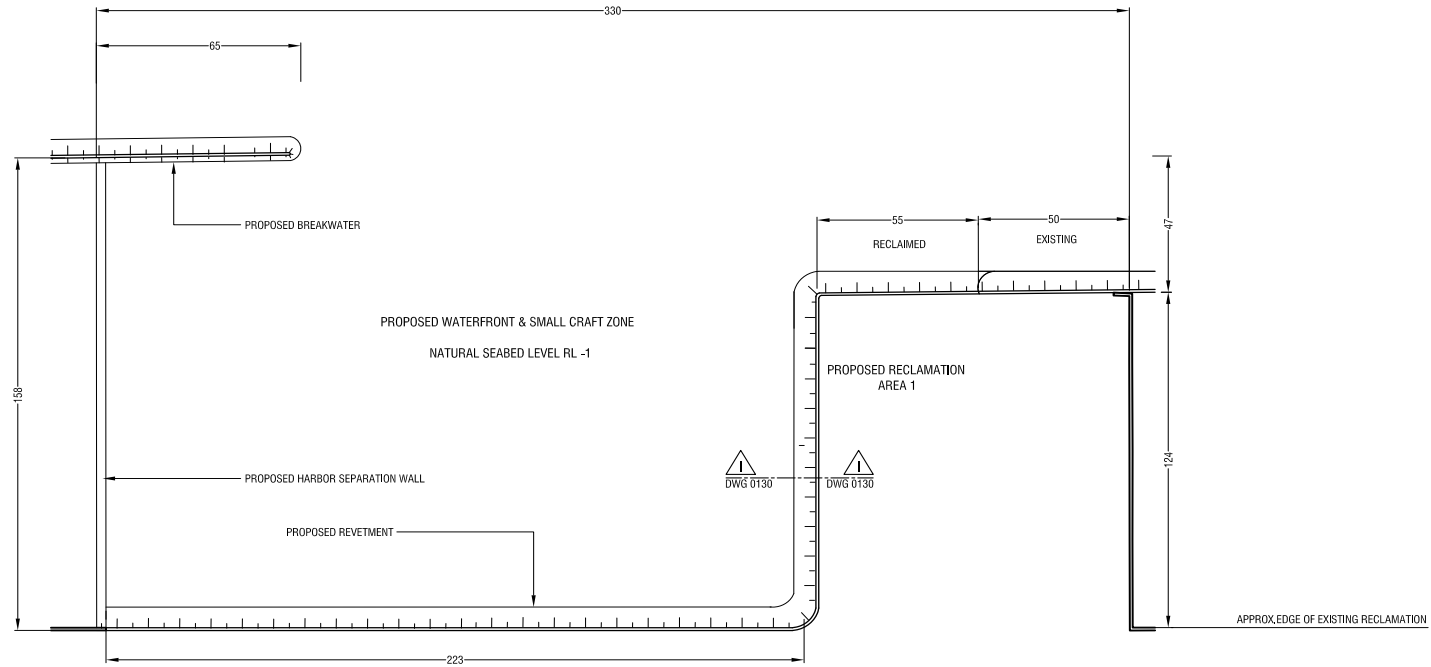 330
65
PROPOSED BREAKWATER
55
50
RECLAIMED
EXISTING
47
PROPOSED WATERFRONT & SMALL CRAFT ZONE
NATURAL SEABED LEVEL RL -1
PROPOSED RECLAMATION
AREA 1
158
124
I
I
DWG 0130
DWG 0130
PROPOSED HARBOR SEPARATION WALL
PROPOSED REVETMENT
APPROX.EDGE OF EXISTING RECLAMATION
223